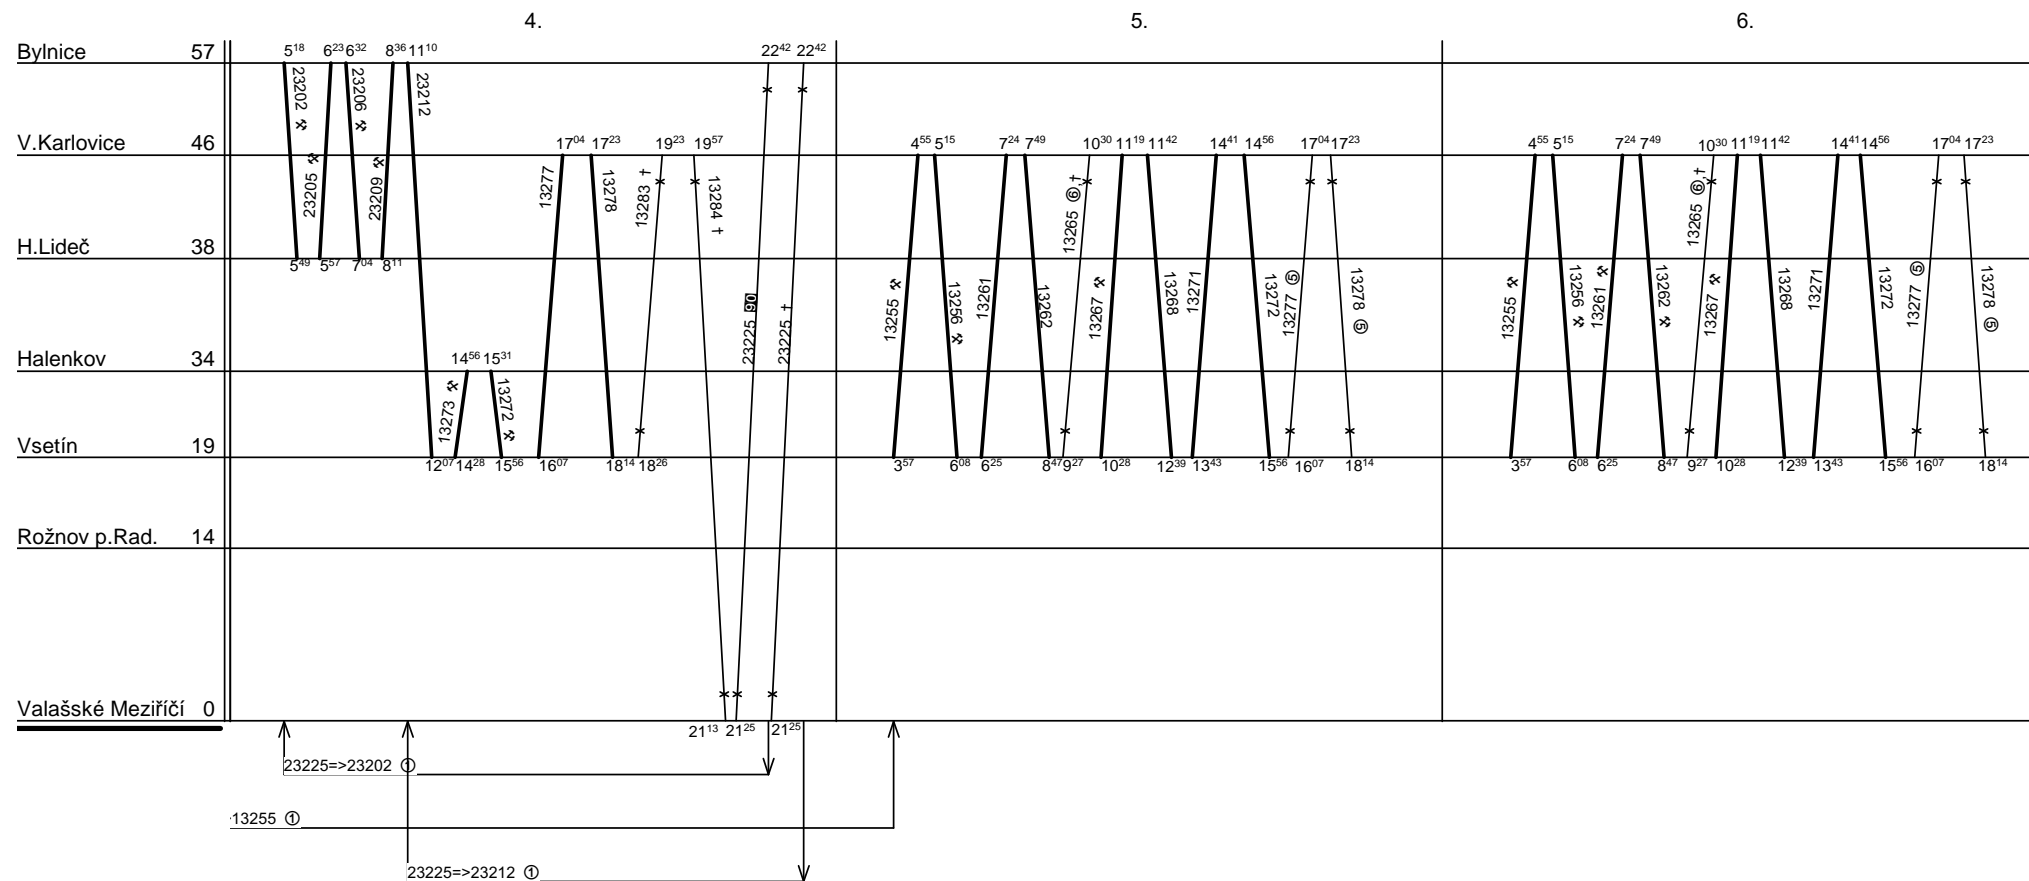 4. 5. 6.
Bylnice 57 5¹⁸ 6²³ 6³² 8³⁶ 11¹⁰ 22⁴² 22⁴²
23202 ⚒ 23206 ⚒ 23212
V.Karlovice 46 17⁰⁴ 17²³ 19²³ 19⁵⁷ 4⁵⁵ 5¹⁵ 7²⁴ 7⁴⁹ 10³⁰ 11¹⁹ 11⁴² 14⁴¹ 14⁵⁶ 17⁰⁴ 17²³ 4⁵⁵ 5¹⁵ 7²⁴ 7⁴⁹ 10³⁰ 11¹⁹ 11⁴² 14⁴¹ 14⁵⁶ 17⁰⁴ 17²³
23205 ⚒ 23209 ⚒ 13277 13278 13283 † 13284 † 13265 ⑥,† 13265 ⑥,†
H.Lideč 38
5⁴⁹ 5⁵⁷ 7⁰⁴ 8¹¹
23225 90 23225 † 13255 ⚒ 13256 ⚒ 13261 13262 13267 ⚒ 13268 13271 13272 13277 ⑤ 13278 ⑤ 13255 ⚒ 13256 ⚒ 13261 ⚒ 13262 ⚒ 13267 ⚒ 13268 13271 13272 13277 ⑤ 13278 ⑤
Halenkov 34 14⁵⁶ 15³¹
13273 ⚒ 13272 ⚒
Vsetín 19
12⁰⁷ 14²⁸ 15⁵⁶ 16⁰⁷ 18¹⁴ 18²⁶ 3⁵⁷ 6⁰⁸ 6²⁵ 8⁴⁷ 9²⁷ 10²⁸ 12³⁹ 13⁴³ 15⁵⁶ 16⁰⁷ 18¹⁴ 3⁵⁷ 6⁰⁸ 6²⁵ 8⁴⁷ 9²⁷ 10²⁸ 12³⁹ 13⁴³ 15⁵⁶ 16⁰⁷ 18¹⁴
Rožnov p.Rad. 14
Valašské Meziříčí 0
21¹³ 21²⁵ 21²⁵
23225=>23202 ①
13255 ①
23225=>23212 ①